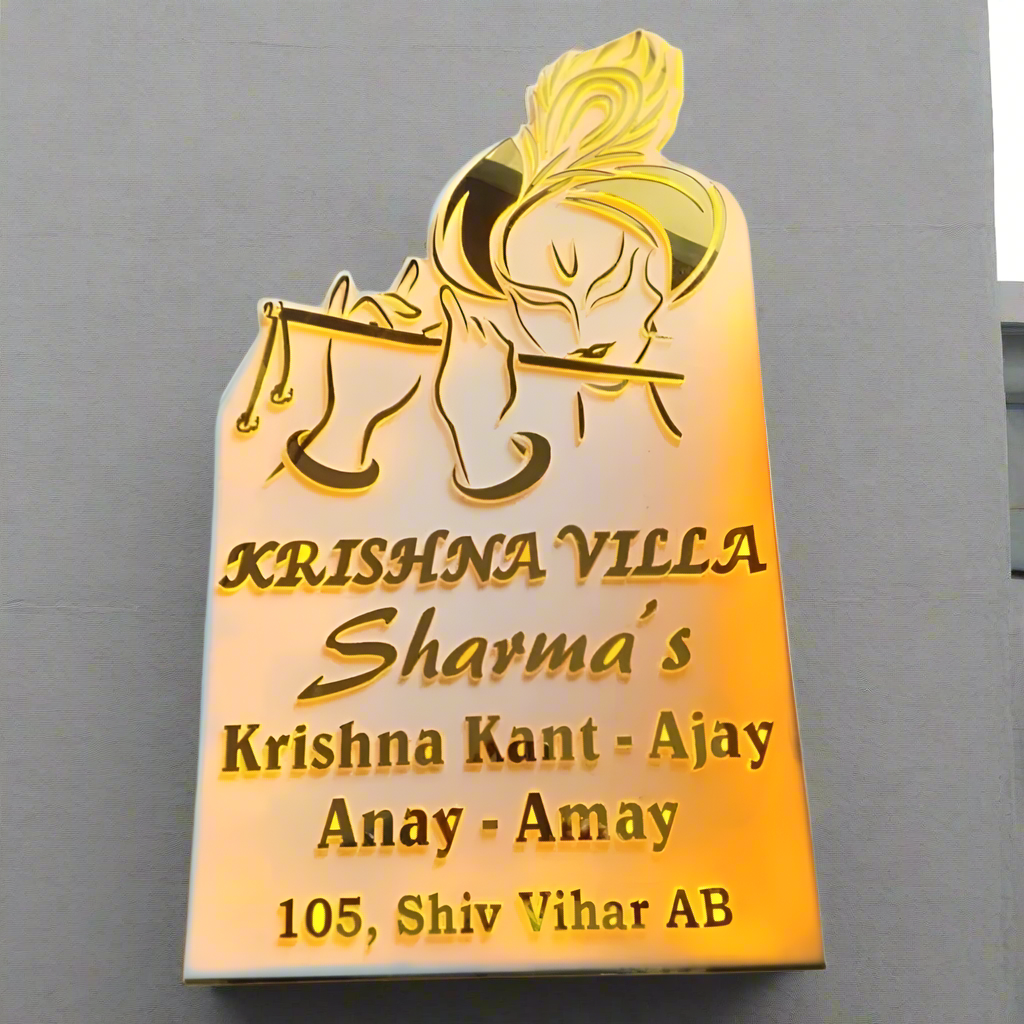 KRISHNA VILLA
Sharma's
Krishna Kant - Ajay
Anay - Amay
105, Shiv Vihar AB